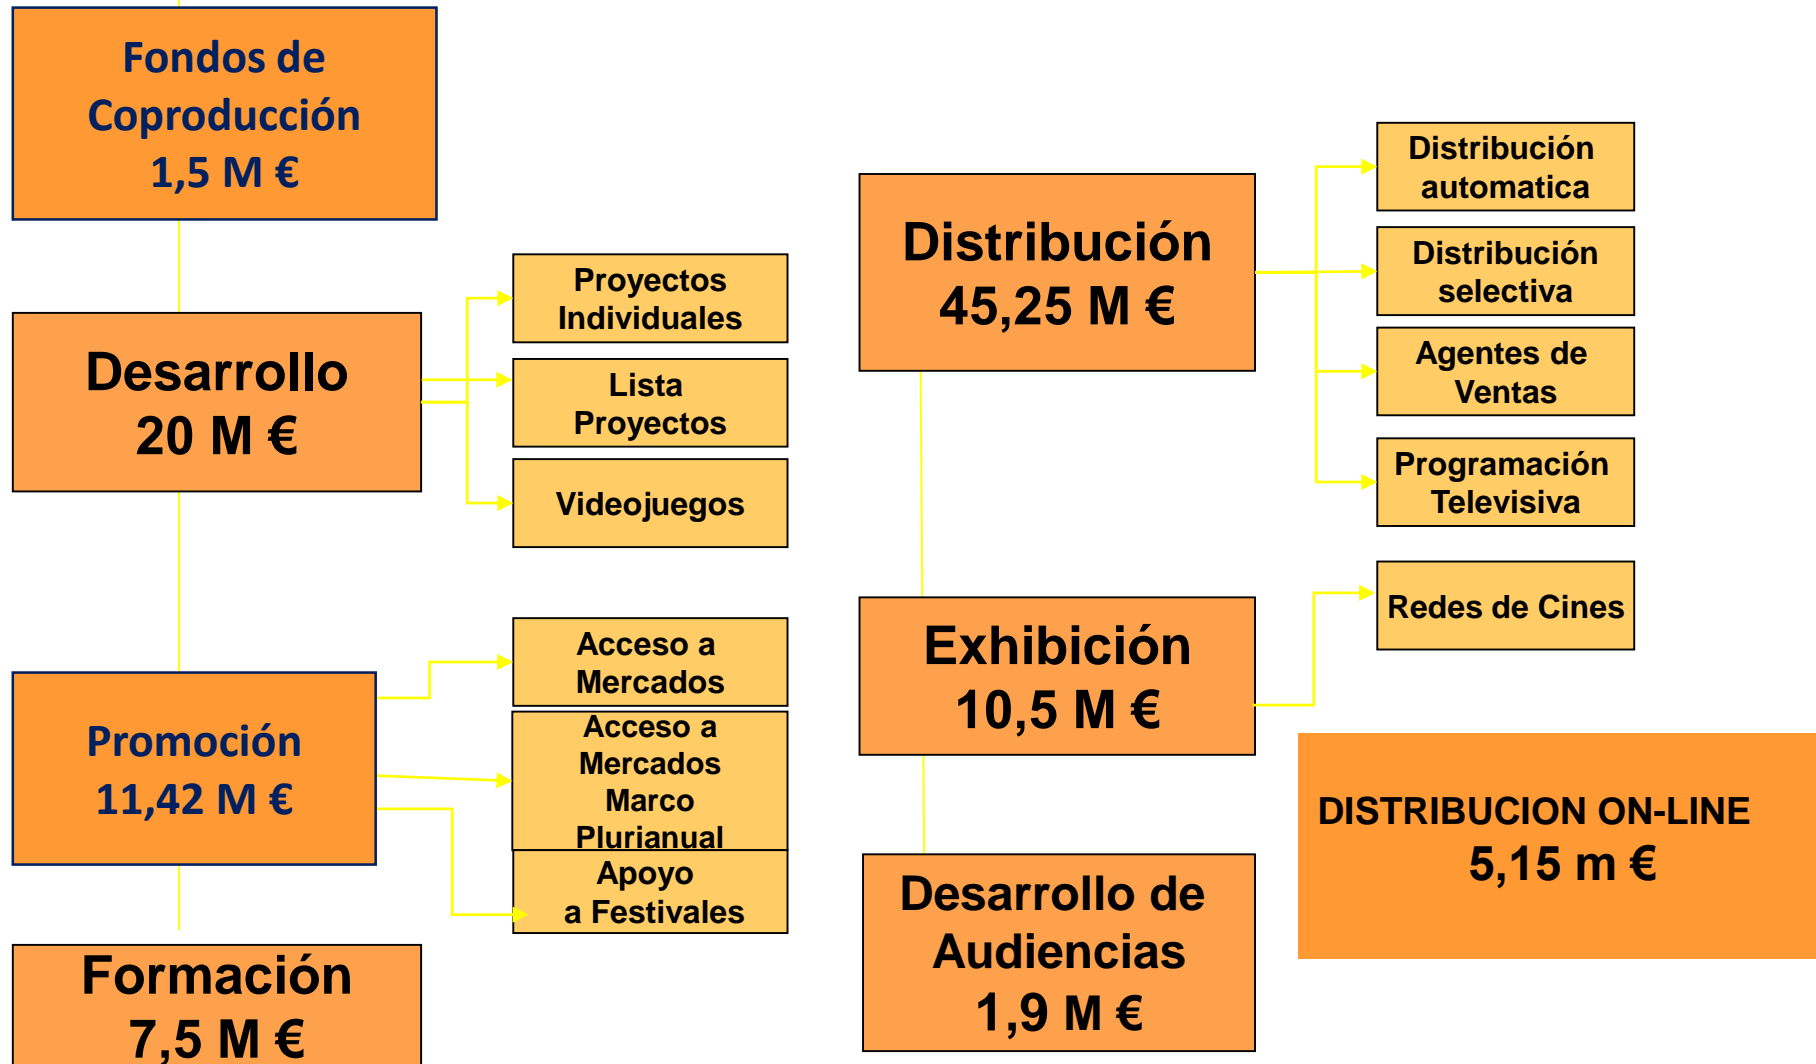 Fondos de
Coproducción
1,5 M €
Desarrollo
20 M €
Proyectos
Individuales
Lista
Proyectos
Videojuegos
Promoción
11,42 M €
Acceso a
Mercados
Acceso a
Mercados
Marco
Plurianual
Apoyo
a Festivales
Formación
7,5 M €
Distribución
45,25 M €
Distribución
automatica
Distribución
selectiva
Agentes de
Ventas
Programación
Televisiva
Exhibición
10,5 M €
Redes de Cines
Desarrollo de
Audiencias
1,9 M €
DISTRIBUCION ON-LINE
5,15 m €